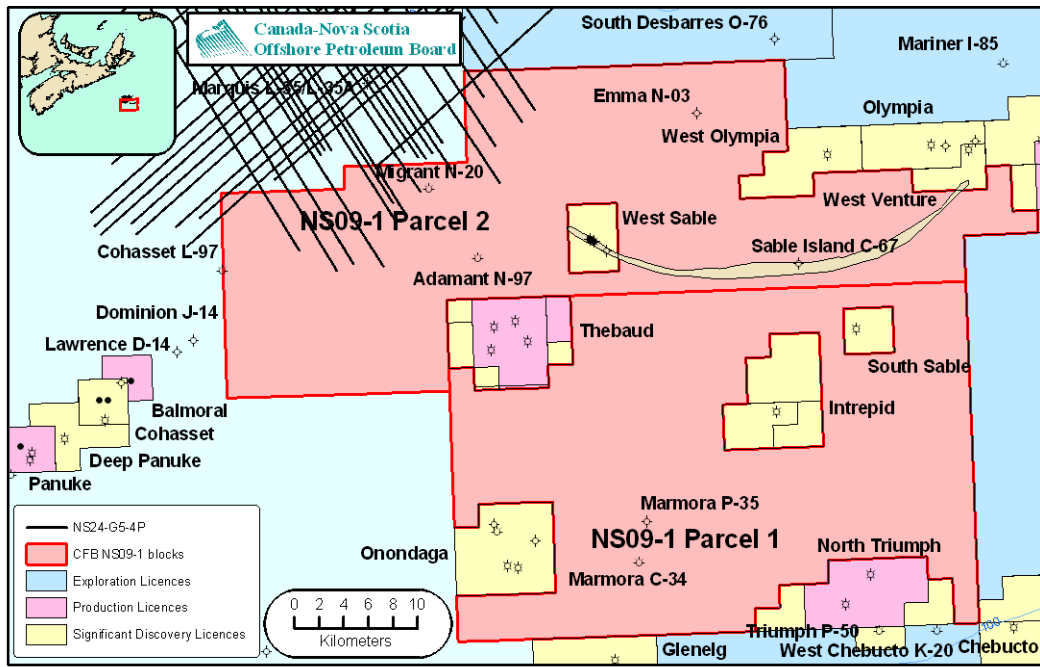 South Desbarres O-76
Canada-Nova Scotia
Offshore Petroleum Board
Mariner I-85
Marquis L-35/L-35A
Emma N-03
Olympia
West Olympia
Migrant N-20
NS09-1 Parcel 2
West Sable
West Venture
Cohasset L-97
Sable Island C-67
Adamant N-97
Dominion J-14
Thebaud
Lawrence D-14
South Sable
Balmoral
Intrepid
Cohasset
Deep Panuke
Panuke
Marmora P-35
NS24-G5-4P
CFB NS09-1 blocks
Exploration Licences
Production Licences
Significant Discovery Licences
Onondaga
NS09-1 Parcel 1
North Triumph
Marmora C-34
0 2 4 6 8 10
Kilometers
Triumph P-50
100
West Chebucto K-20
Chebucto
Glenelg